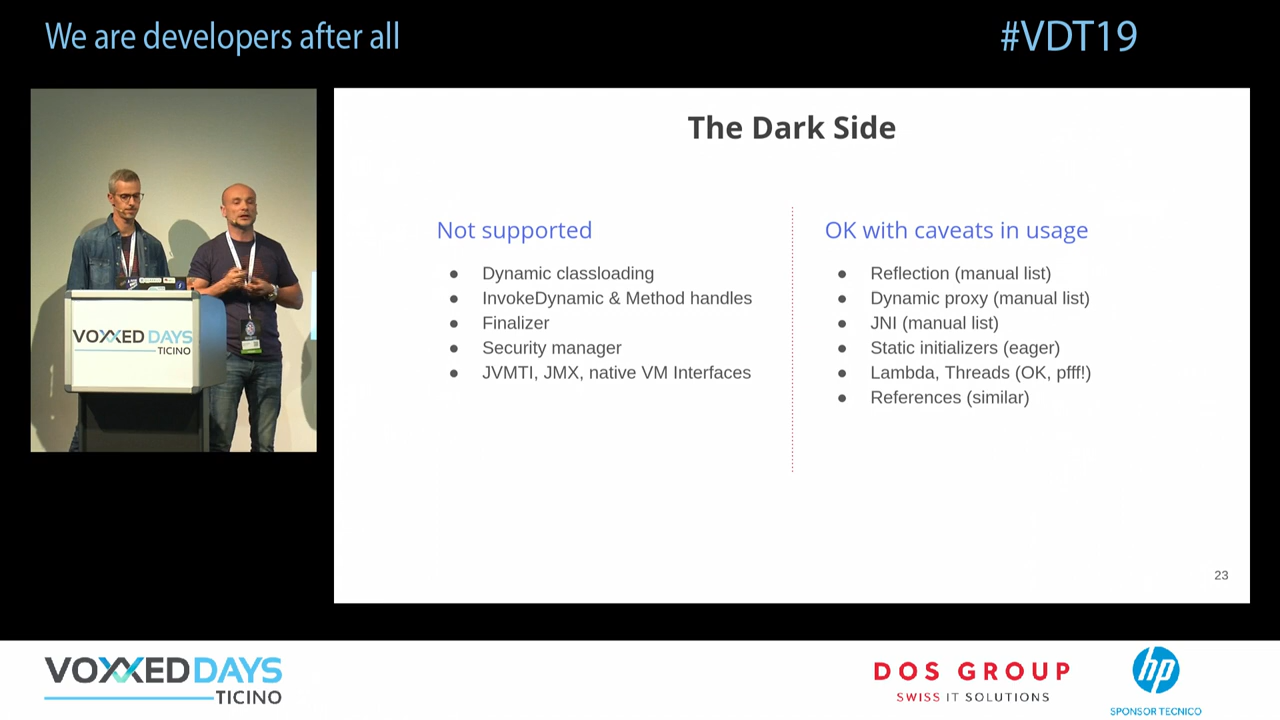 We are developers after all
#VDT19
The Dark Side
Not supported
● Dynamic classloading
● InvokeDynamic & Method handles
● Finalizer
● Security manager
● JVMTI, JMX, native VM Interfaces
OK with caveats in usage
● Reflection (manual list)
● Dynamic proxy (manual list)
● JNI (manual list)
● Static initializers (eager)
● Lambda, Threads (OK, pfff!)
● References (similar)
23
VOXXED DAYS
TICINO
VOXXED DAYS
TICINO
DOS GROUP
SWISS IT SOLUTIONS
hp
SPONSOR TECNICO